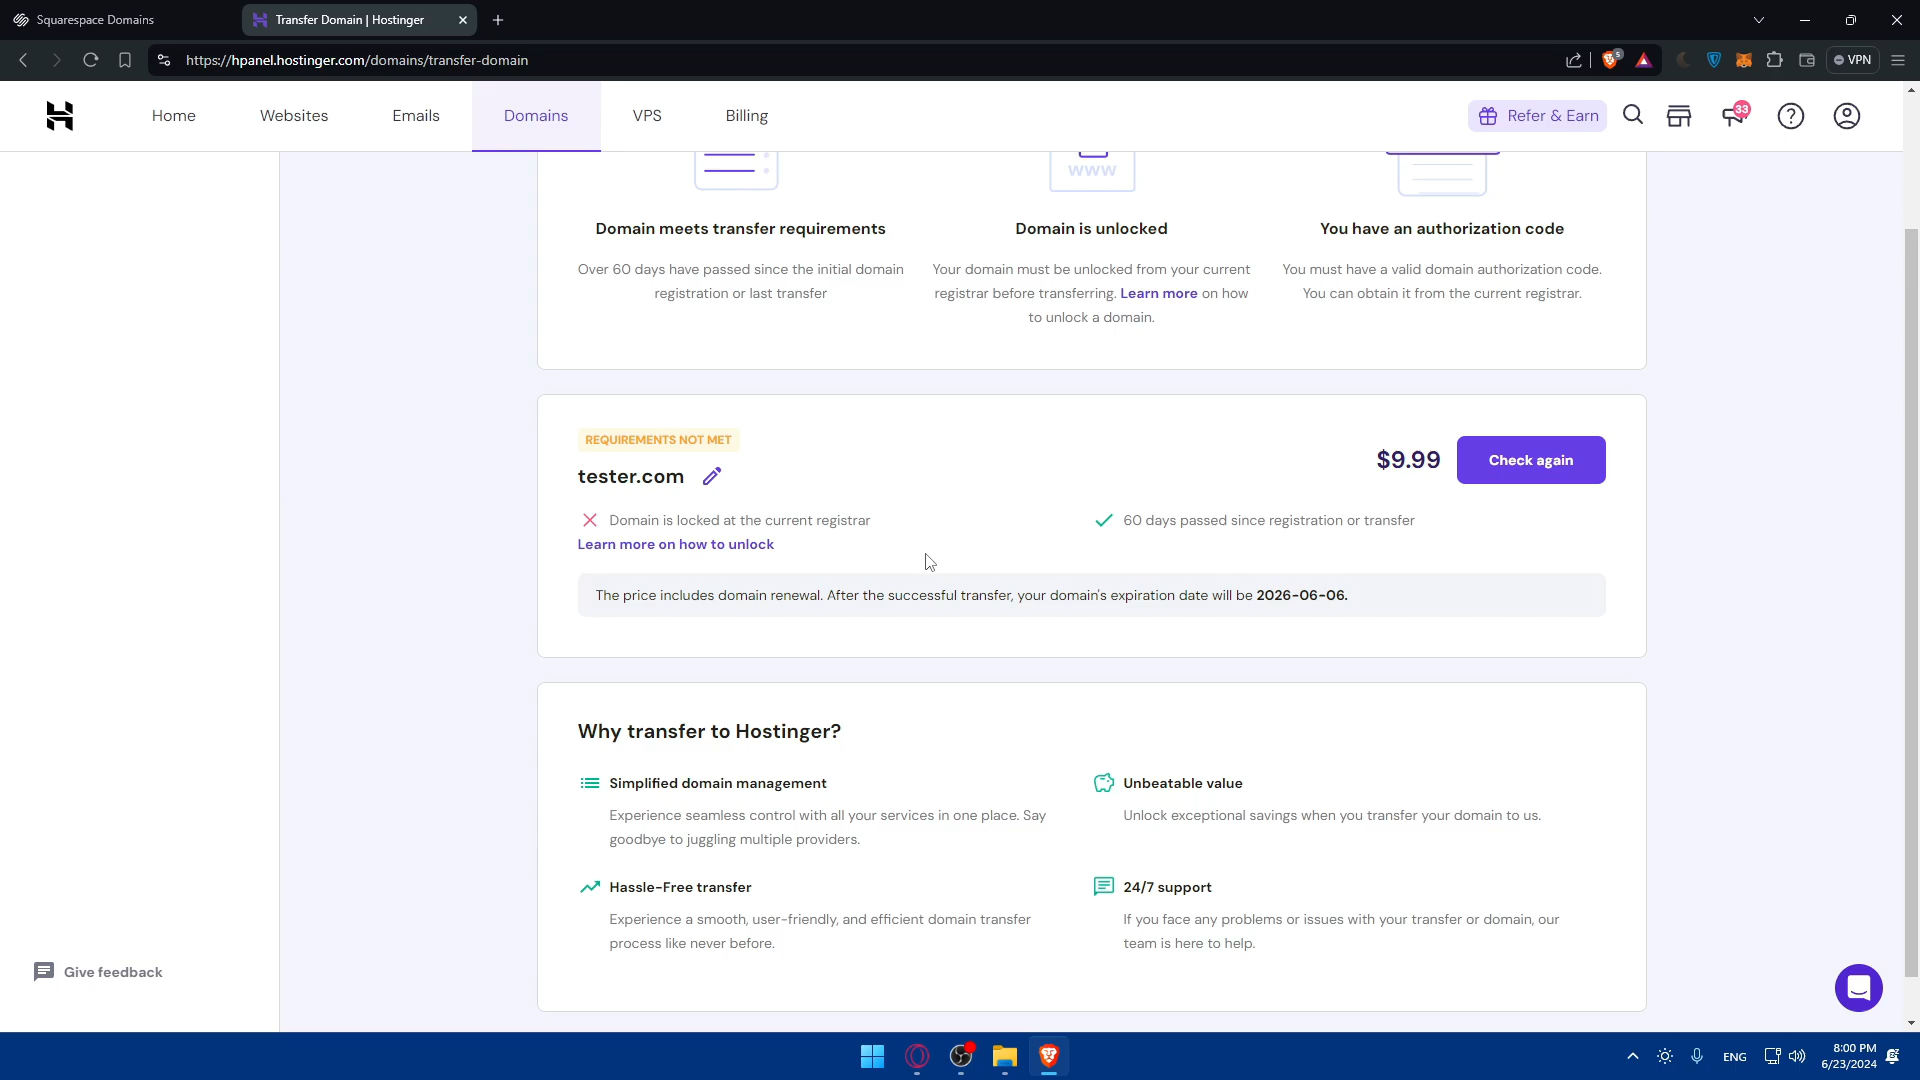 Squarespace Domains
Transfer Domain | Hostinger
https://hpanel.hostinger.com/domains/transfer-domain
5
VPN
Home
Websites
Emails
Domains
VPS
Billing
Refer & Earn
33
www
Domain meets transfer requirements
Over 60 days have passed since the initial domain
registration or last transfer
Domain is unlocked
Your domain must be unlocked from your current
registrar before transferring. Learn more on how
to unlock a domain.
You have an authorization code
You must have a valid domain authorization code.
You can obtain it from the current registrar.
REQUIREMENTS NOT MET
tester.com
$9.99
Check again
Domain is locked at the current registrar
Learn more on how to unlock
60 days passed since registration or transfer
The price includes domain renewal. After the successful transfer, your domain's expiration date will be 2026-06-06.
Why transfer to Hostinger?
Simplified domain management
Experience seamless control with all your services in one place. Say
goodbye to juggling multiple providers.
Unbeatable value
Unlock exceptional savings when you transfer your domain to us.
Hassle-Free transfer
Experience a smooth, user-friendly, and efficient domain transfer
process like never before.
24/7 support
If you face any problems or issues with your transfer or domain, our
team is here to help.
Give feedback
ENG
8:00 PM
6/23/2024